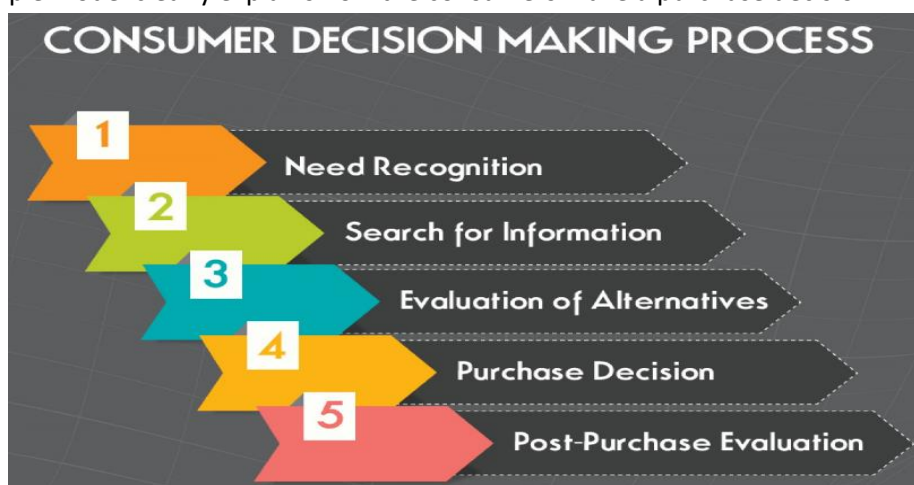 CONSUMER DECISION MAKING PROCESS
1
Need Recognition
2
Search for Information
3
Evaluation of Alternatives
4
Purchase Decision
5
Post-Purchase Evaluation